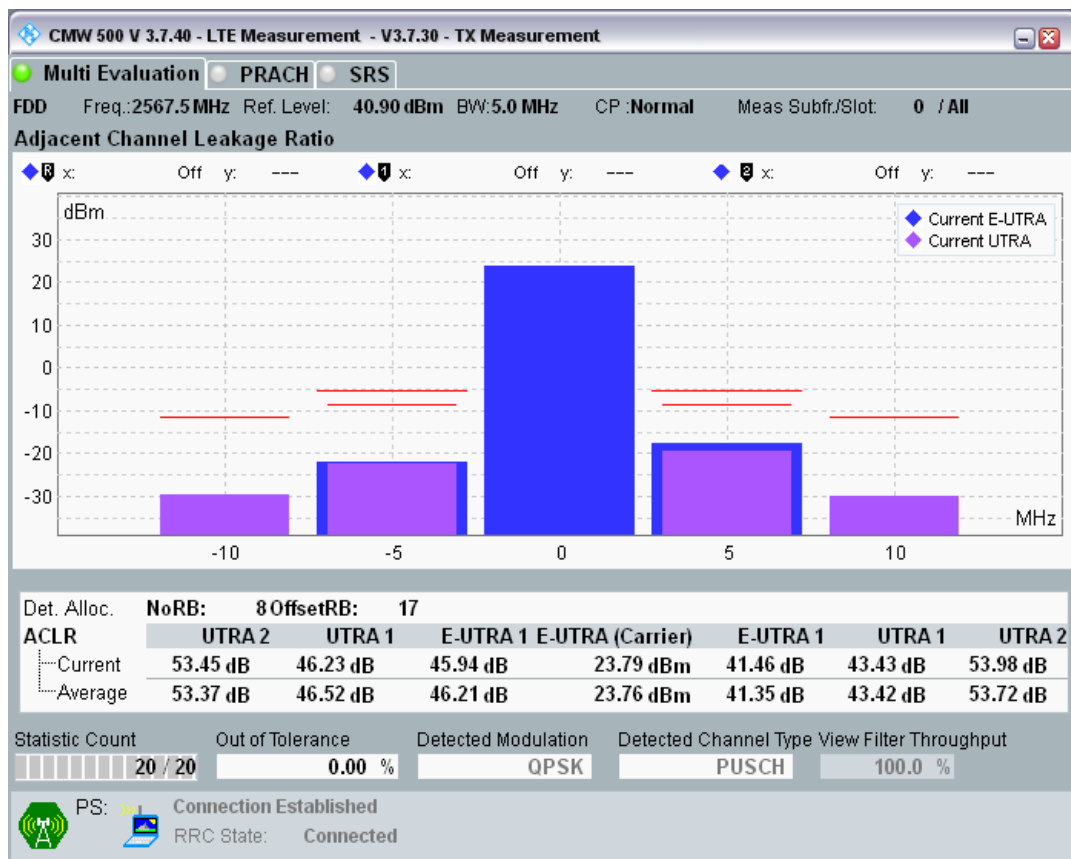 CMW 500 V 3.7.40 - LTE Measurement - V3.7.30 - TX Measurement
Multi Evaluation PRACH SRS
FDD Freq.:2567.5 MHz Ref. Level: 40.90 dBm BW:5.0 MHz CP :Normal Meas Subfr./Slot: 0 / All
Adjacent Channel Leakage Ratio
R x: Off y: --- 1 x: Off y: --- 2 x: Off y: ---
dBm
Current E-UTRA
Current UTRA
30
20
10
0
-10
-20
-30
MHz
-10 -5 0 5 10
Det. Alloc. NoRB: 8 OffsetRB: 17
ACLR UTRA 2 UTRA 1 E-UTRA 1 E-UTRA (Carrier) E-UTRA 1 UTRA 1 UTRA 2
Current 53.45 dB 46.23 dB 45.94 dB 23.79 dBm 41.46 dB 43.43 dB 53.98 dB
Average 53.37 dB 46.52 dB 46.21 dB 23.76 dBm 41.35 dB 43.42 dB 53.72 dB
Statistic Count Out of Tolerance Detected Modulation Detected Channel Type View Filter Throughput
20 / 20 0.00 % QPSK PUSCH 100.0 %
PS: Connection Established
RRC State: Connected